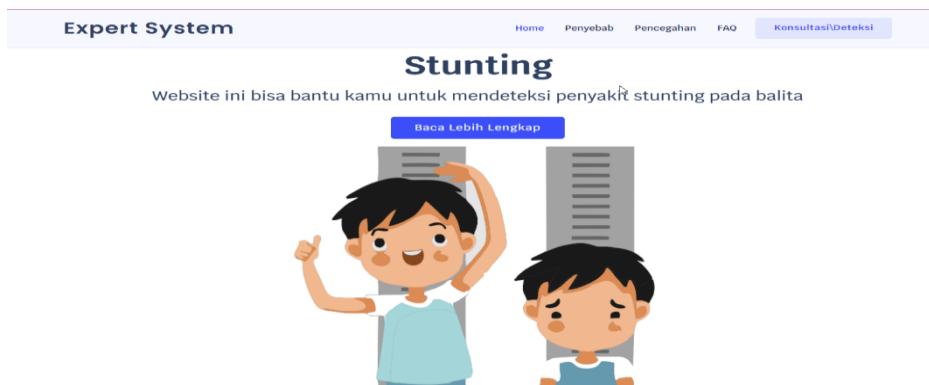 Expert System
Home Penyebab Pencegahan FAQ Konsultasi\Deteksi
Stunting
Website ini bisa bantu kamu untuk mendeteksi penyakit stunting pada balita
Baca Lebih Lengkap